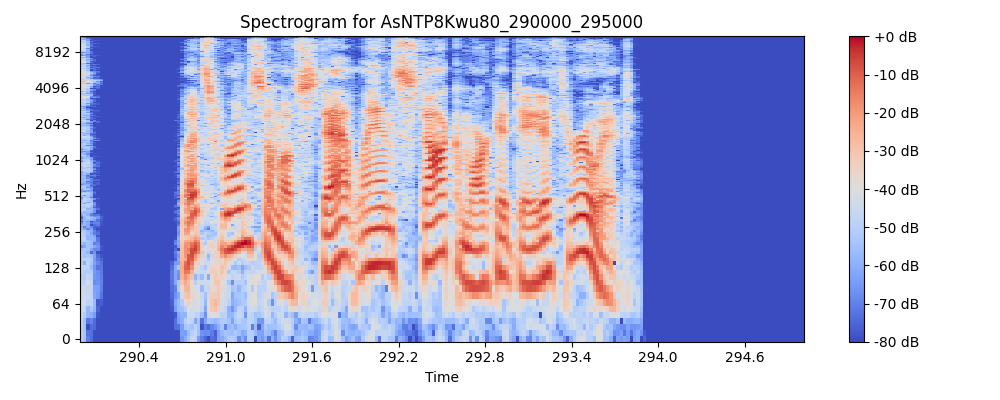 Spectrogram for AsNTP8Kwu80_290000_295000
Hz
8192
4096
2048
1024
512
256
128
64
0
290.4 291.0 291.6 292.2 292.8 293.4 294.0 294.6
Time
+0 dB
-10 dB
-20 dB
-30 dB
-40 dB
-50 dB
-60 dB
-70 dB
-80 dB